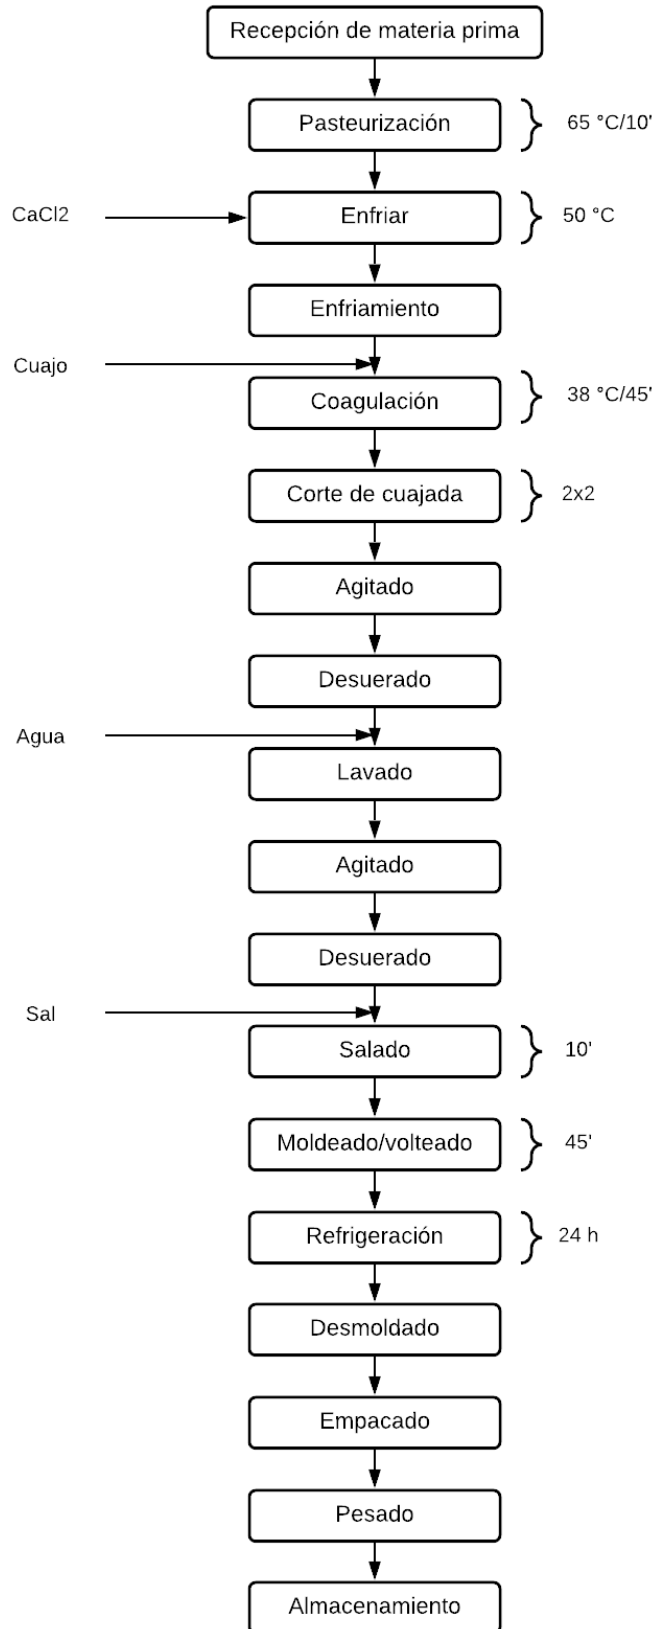 Recepción de materia prima
Pasteurización
65 °C/10'
CaCl2
Enfriar
50 °C
Enfriamiento
Cuajo
Coagulación
38 °C/45'
Corte de cuajada
2x2
Agitado
Desuerado
Agua
Lavado
Agitado
Desuerado
Sal
Salado
10'
Moldeado/volteado
45'
Refrigeración
24 h
Desmoldado
Empacado
Pesado
Almacenamiento